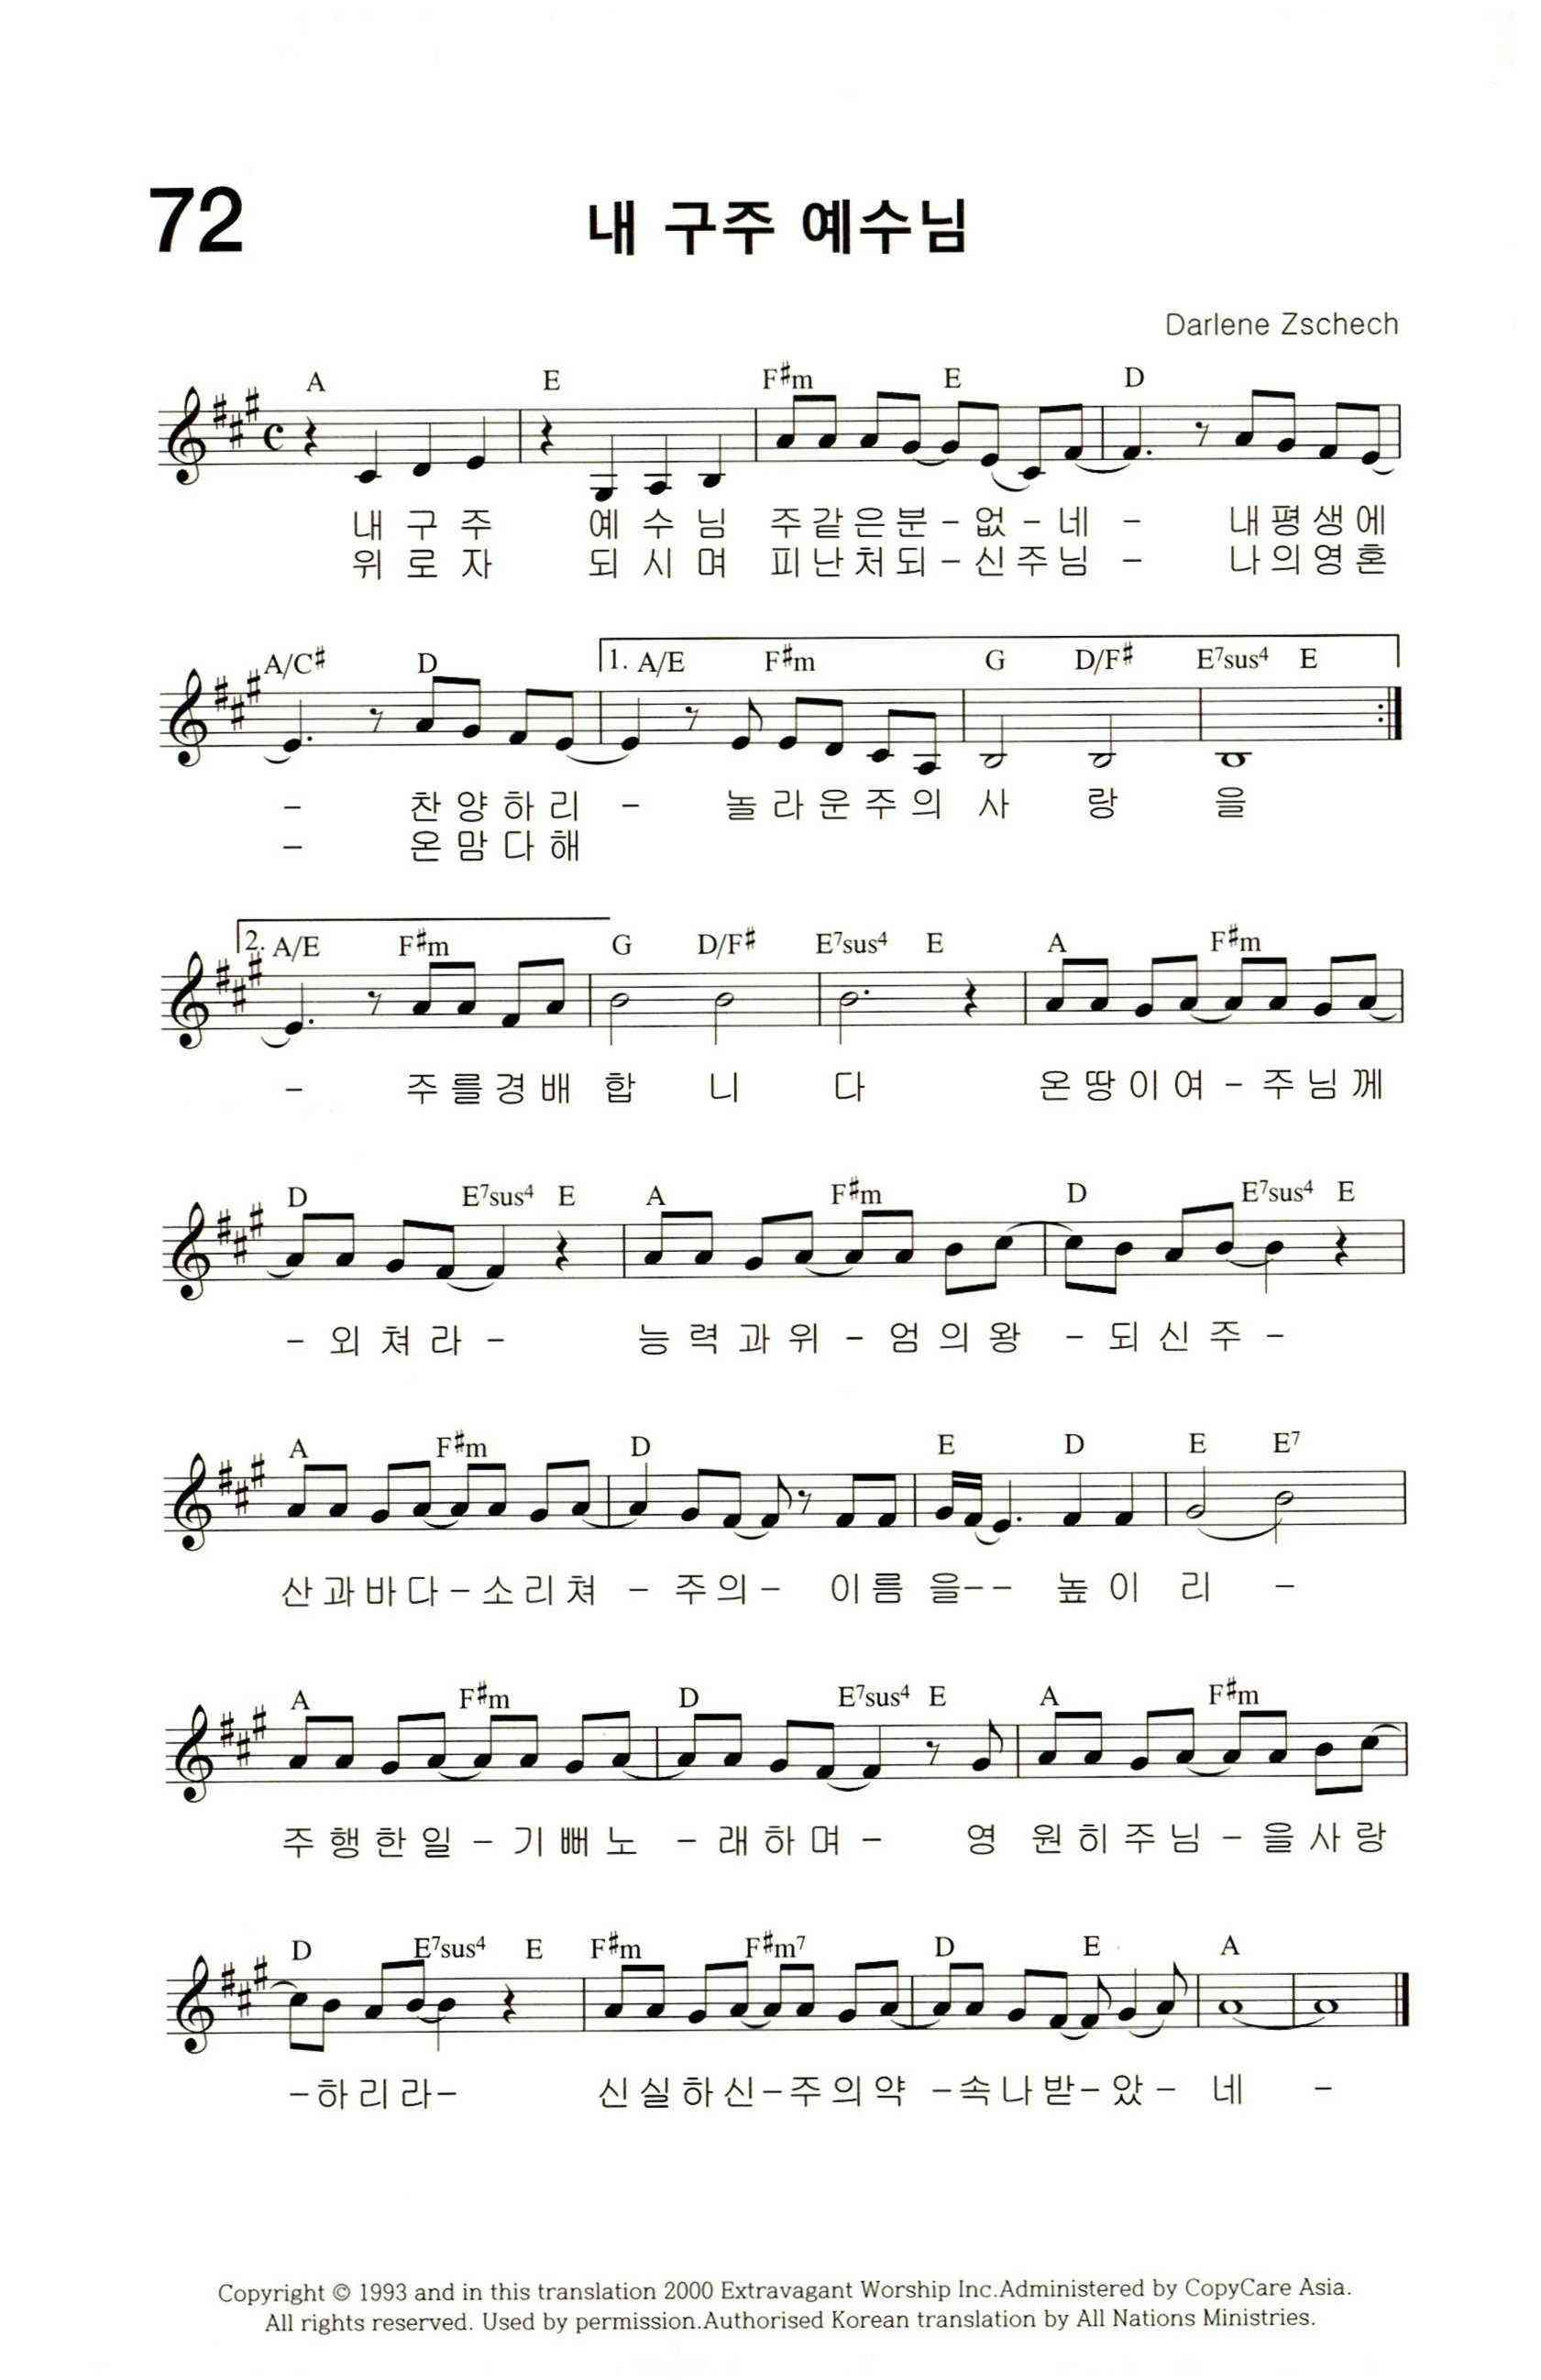 72
내 구주 예수님
Darlene Zschech
A E F#m E D
내 구 주 예 수 님 주 같 은 분 - 없 - 네 - 내 평 생 에
위 로 자 되 시 며 피 난 처 되 - 신 주 님 - 나 의 영 혼
A/C# D 1. A/E F#m G D/F# E7sus4 E
- 찬 양 하 리 - 놀 라 운 주 의 사 랑 을
- 온 맘 다 해
2. A/E F#m G D/F# E7sus4 E A F#m
- 주 를 경 배 합 니 다 온 땅 이 여 - 주 님 께
D E7sus4 E A F#m D E7sus4 E
- 외 쳐 라 - 능 력 과 위 - 엄 의 왕 - 되 신 주 -
A F#m D E D E E7
산 과 바 다 - 소 리 쳐 - 주 의 - 이 름 을 - - 높 이 리 -
A F#m D E7sus4 E A F#m
주 행 한 일 - 기 뻐 노 - 래 하 며 - 영 원 히 주 님 - 을 사 랑
D E7sus4 E F#m F#m7 D E A
- 하 리 라 - 신 실 하 신 - 주 의 약 - 속 나 받 - 았 - 네 -
Copyright © 1993 and in this translation 2000 Extravagant Worship Inc.Administered by CopyCare Asia.
All rights reserved. Used by permission.Authorised Korean translation by All Nations Ministries.